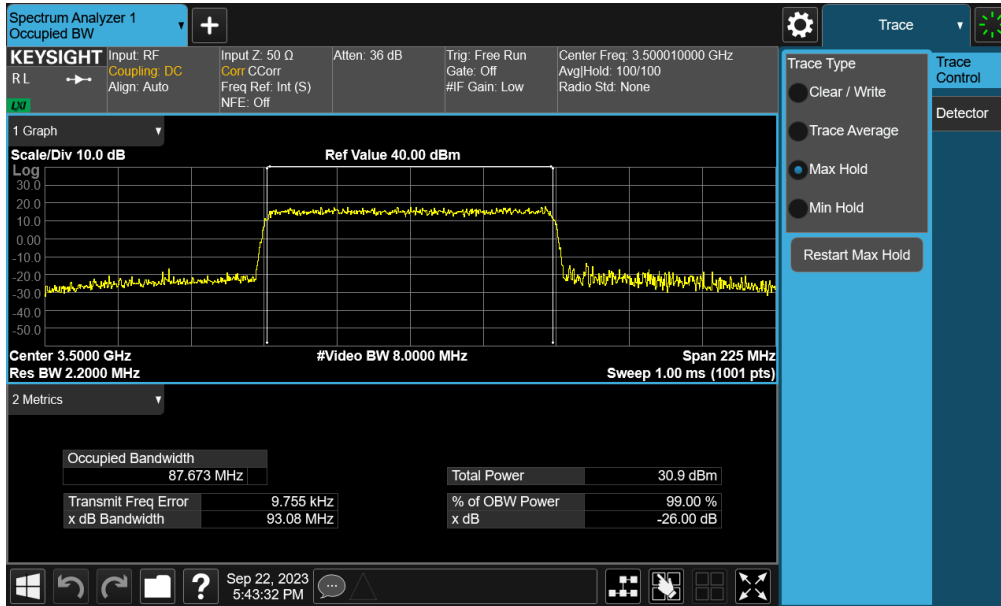 Spectrum Analyzer 1
Occupied BW
+
Trace
KEYSIGHT
RL
LXI
Input: RF
Coupling: DC
Align: Auto
Input Z: 50 Ω
Corr CCorr
Freq Ref: Int (S)
NFE: Off
Atten: 36 dB
Trig: Free Run
Gate: Off
#IF Gain: Low
Center Freq: 3.500010000 GHz
Avg|Hold: 100/100
Radio Std: None
1 Graph
Scale/Div 10.0 dB
Ref Value 40.00 dBm
Log
30.0
20.0
10.0
0.00
-10.0
-20.0
-30.0
-40.0
-50.0
Center 3.5000 GHz
#Video BW 8.0000 MHz
Span 225 MHz
Res BW 2.2000 MHz
Sweep 1.00 ms (1001 pts)
2 Metrics
Occupied Bandwidth
87.673 MHz
Total Power 30.9 dBm
Transmit Freq Error 9.755 kHz
% of OBW Power 99.00 %
x dB Bandwidth 93.08 MHz
x dB -26.00 dB
Trace Type
Clear / Write
Trace Average
Max Hold
Min Hold
Restart Max Hold
Trace
Control
Detector
?
Sep 22, 2023
5:43:32 PM